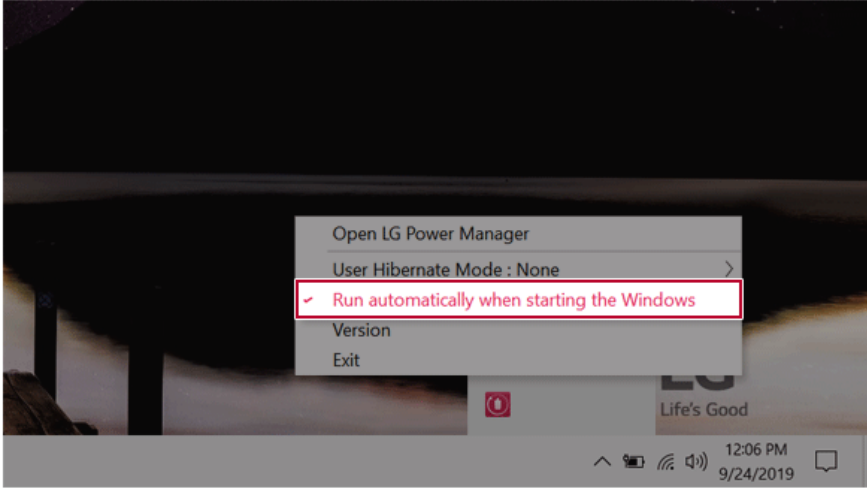 Open LG Power Manager
User Hibernate Mode : None
Run automatically when starting the Windows
Version
Exit
LG
Life's Good
12:06 PM
9/24/2019